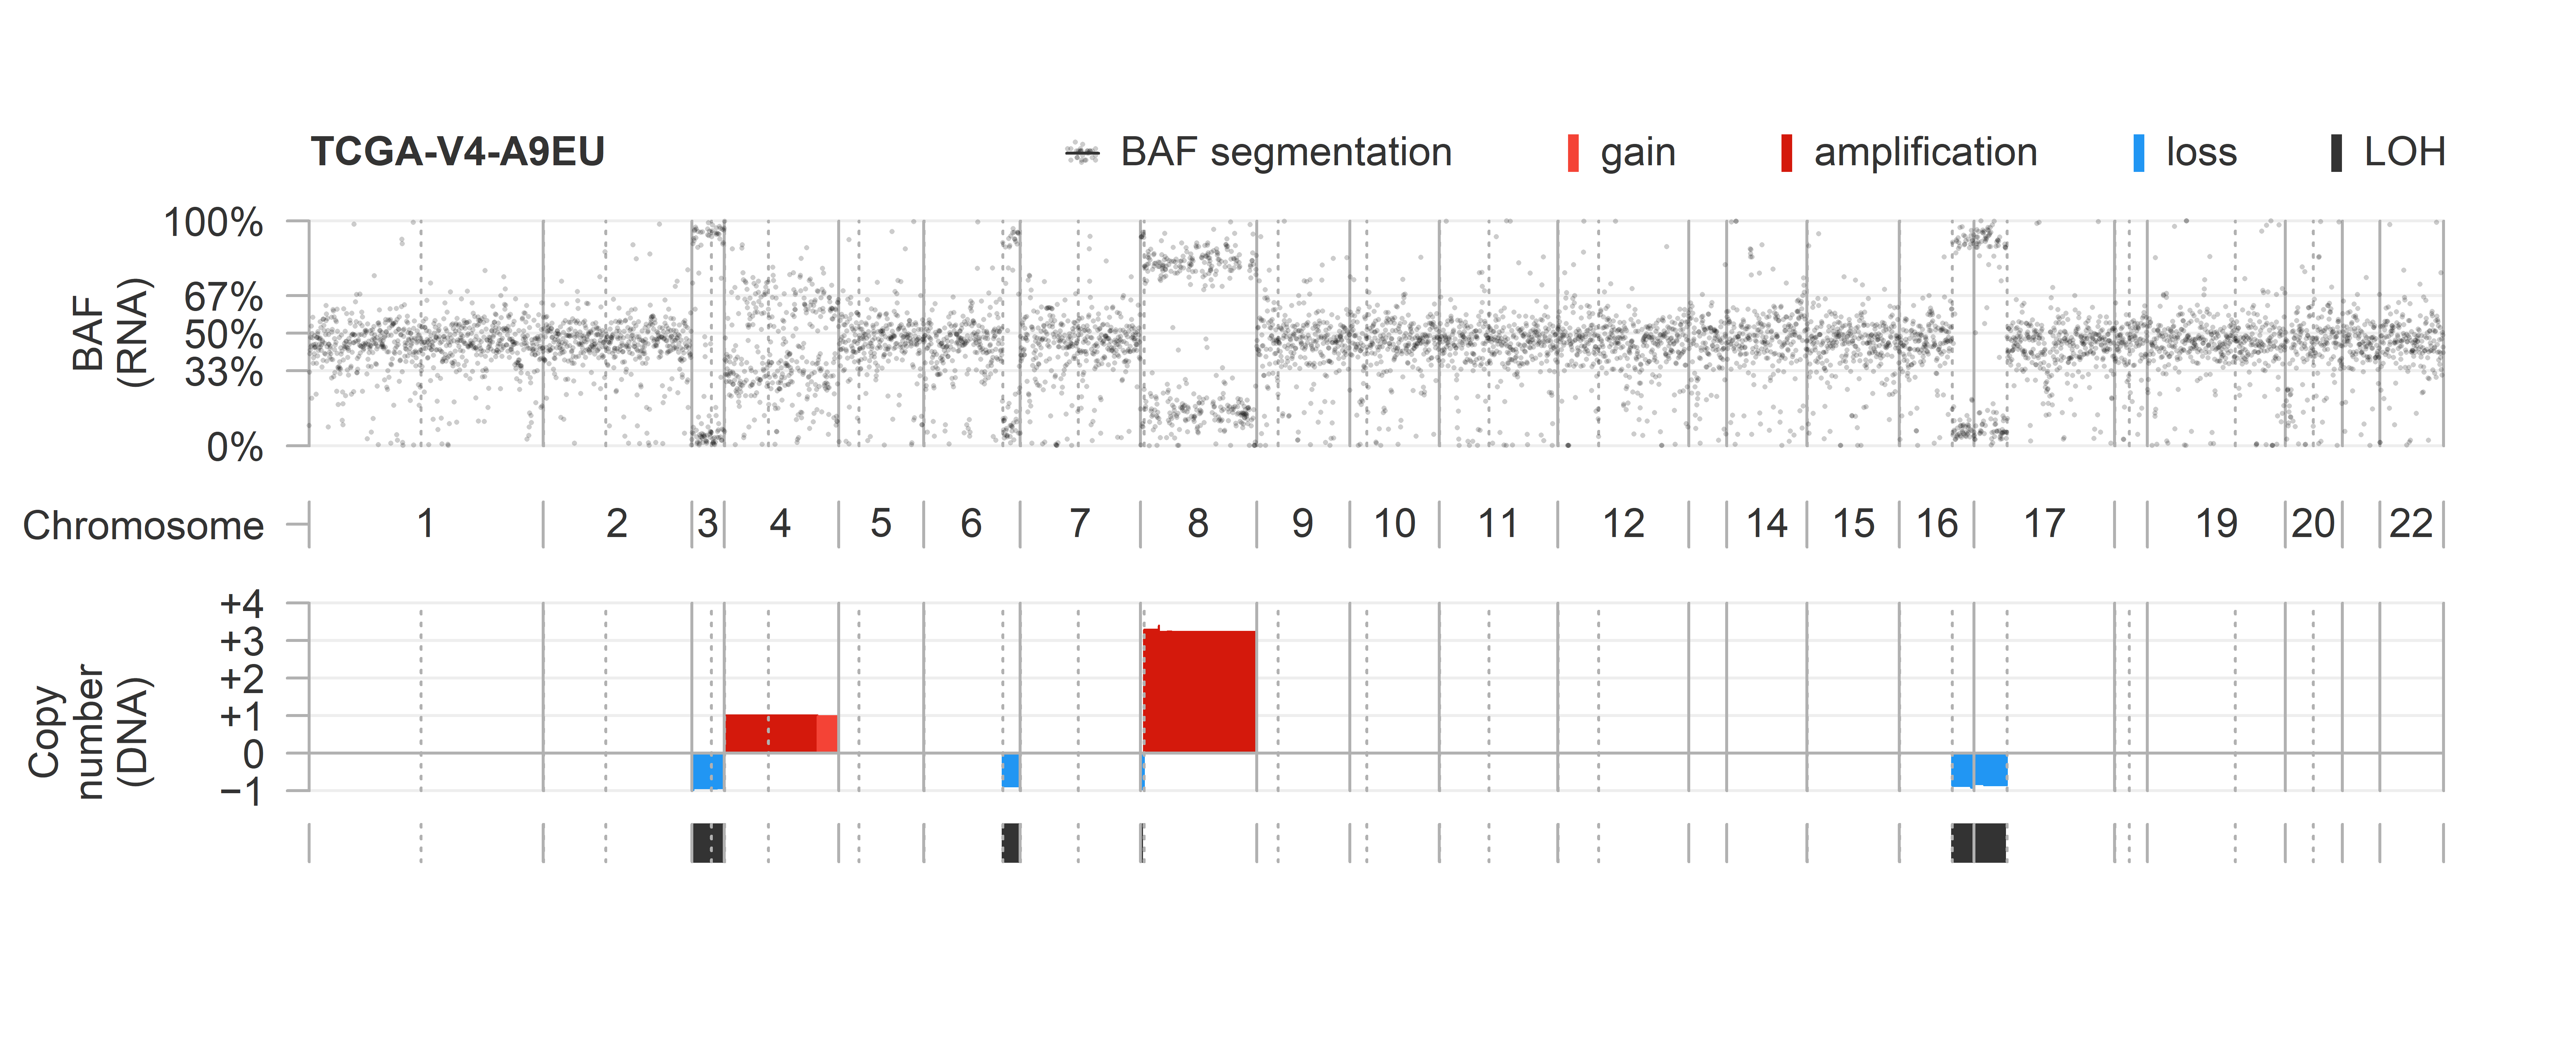 TCGA-V4-A9EU BAF segmentation gain amplification loss LOH
100%
67%
50%
33%
0%
BAF
(RNA)
Chromosome 1 2 3 4 5 6 7 8 9 10 11 12 14 15 16 17 19 20 22
+4
+3
+2
+1
0
−1
Copy
number
(DNA)